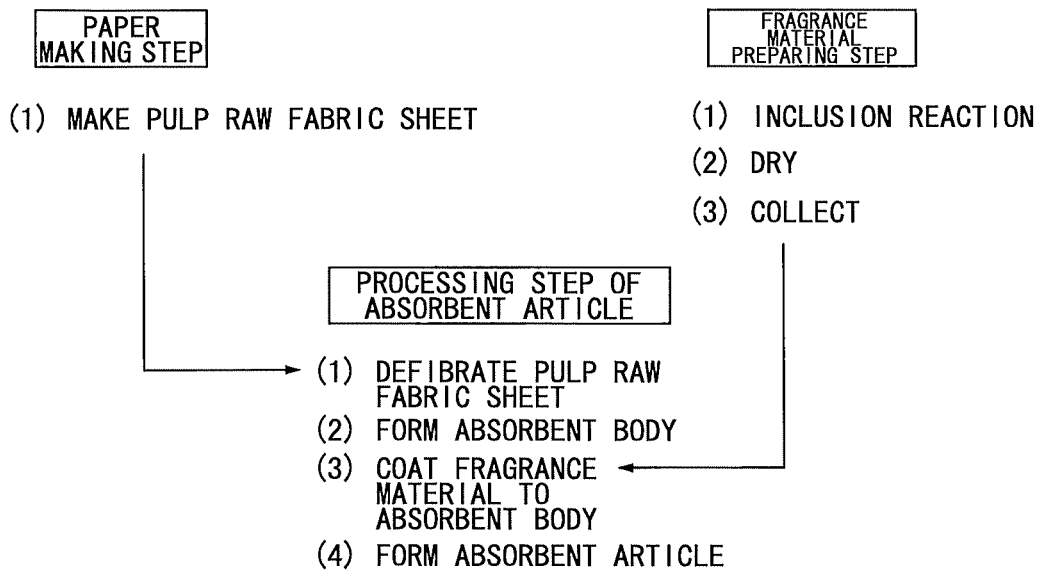 PAPER
MAKING STEP
(1) MAKE PULP RAW FABRIC SHEET
FRAGRANCE
MATERIAL
PREPARING STEP
(1) INCLUSION REACTION
(2) DRY
(3) COLLECT
PROCESSING STEP OF
ABSORBENT ARTICLE
(1) DEFIBRATE PULP RAW
FABRIC SHEET
(2) FORM ABSORBENT BODY
(3) COAT FRAGRANCE
MATERIAL TO
ABSORBENT BODY
(4) FORM ABSORBENT ARTICLE